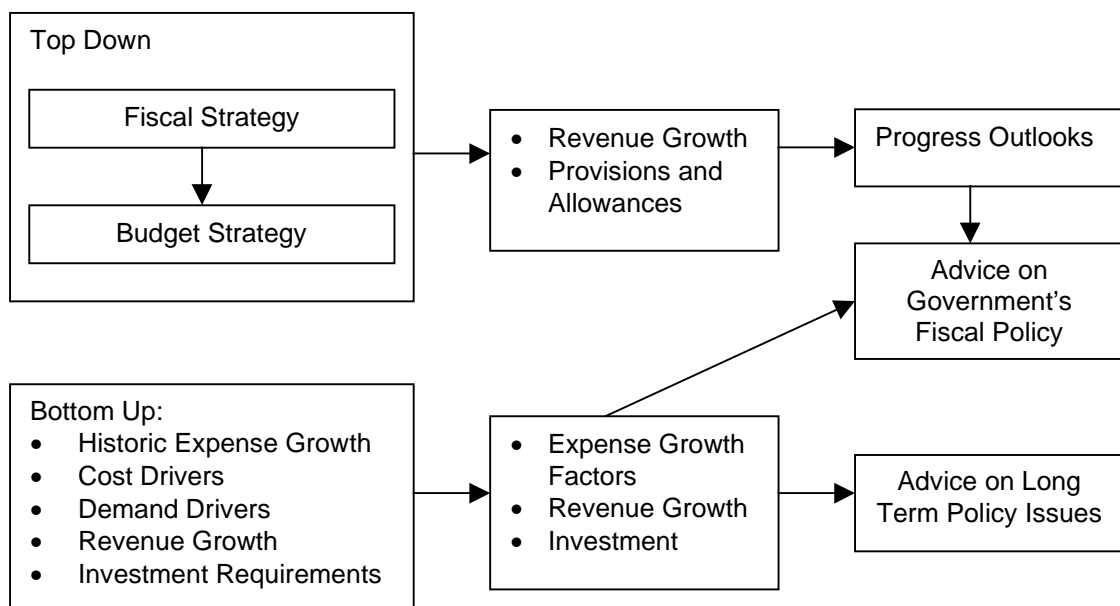 Top Down
Fiscal Strategy
Budget Strategy
• Revenue Growth
• Provisions and
Allowances
Progress Outlooks
Advice on
Government’s
Fiscal Policy
Bottom Up:
• Historic Expense Growth
• Cost Drivers
• Demand Drivers
• Revenue Growth
• Investment Requirements
• Expense Growth
Factors
• Revenue Growth
• Investment
Advice on Long
Term Policy Issues